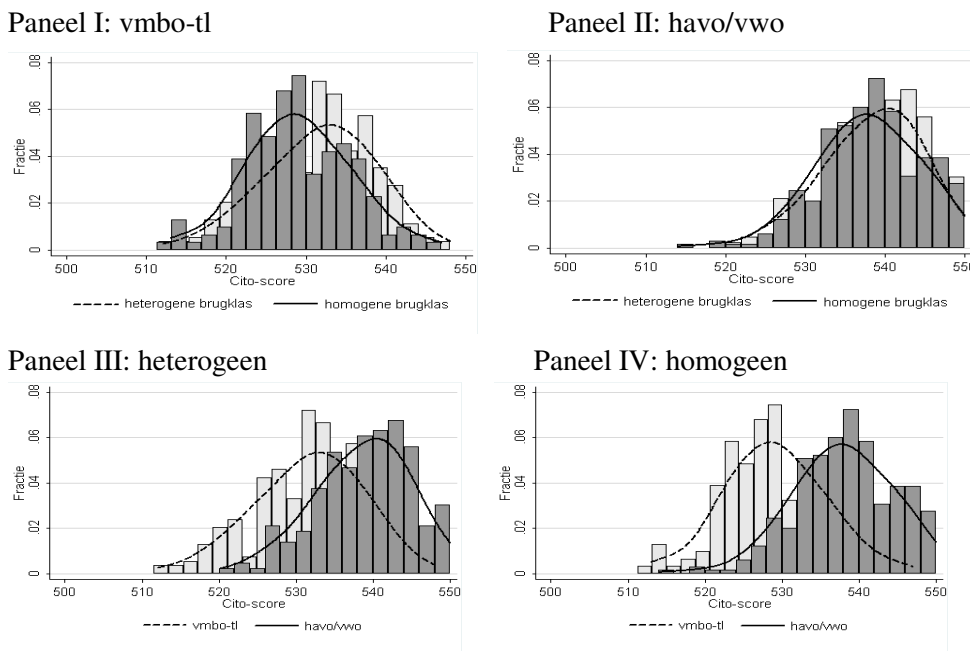 Paneel I: vmbo-tl
Paneel II: havo/vwo
.08
.06
.04
.02
0
Fractie
500 510 520 530 540 550
Cito-score
heterogene brugklas homogene brugklas
.08
.06
.04
.02
0
Fractie
500 510 520 530 540 550
Cito-score
heterogene brugklas homogene brugklas
Paneel III: heterogeen
Paneel IV: homogeen
.08
.06
.04
.02
0
Fractie
500 510 520 530 540 550
Cito-score
vmbo-tl havo/vwo
.08
.06
.04
.02
0
Fractie
500 510 520 530 540 550
Cito-score
vmbo-tl havo/vwo